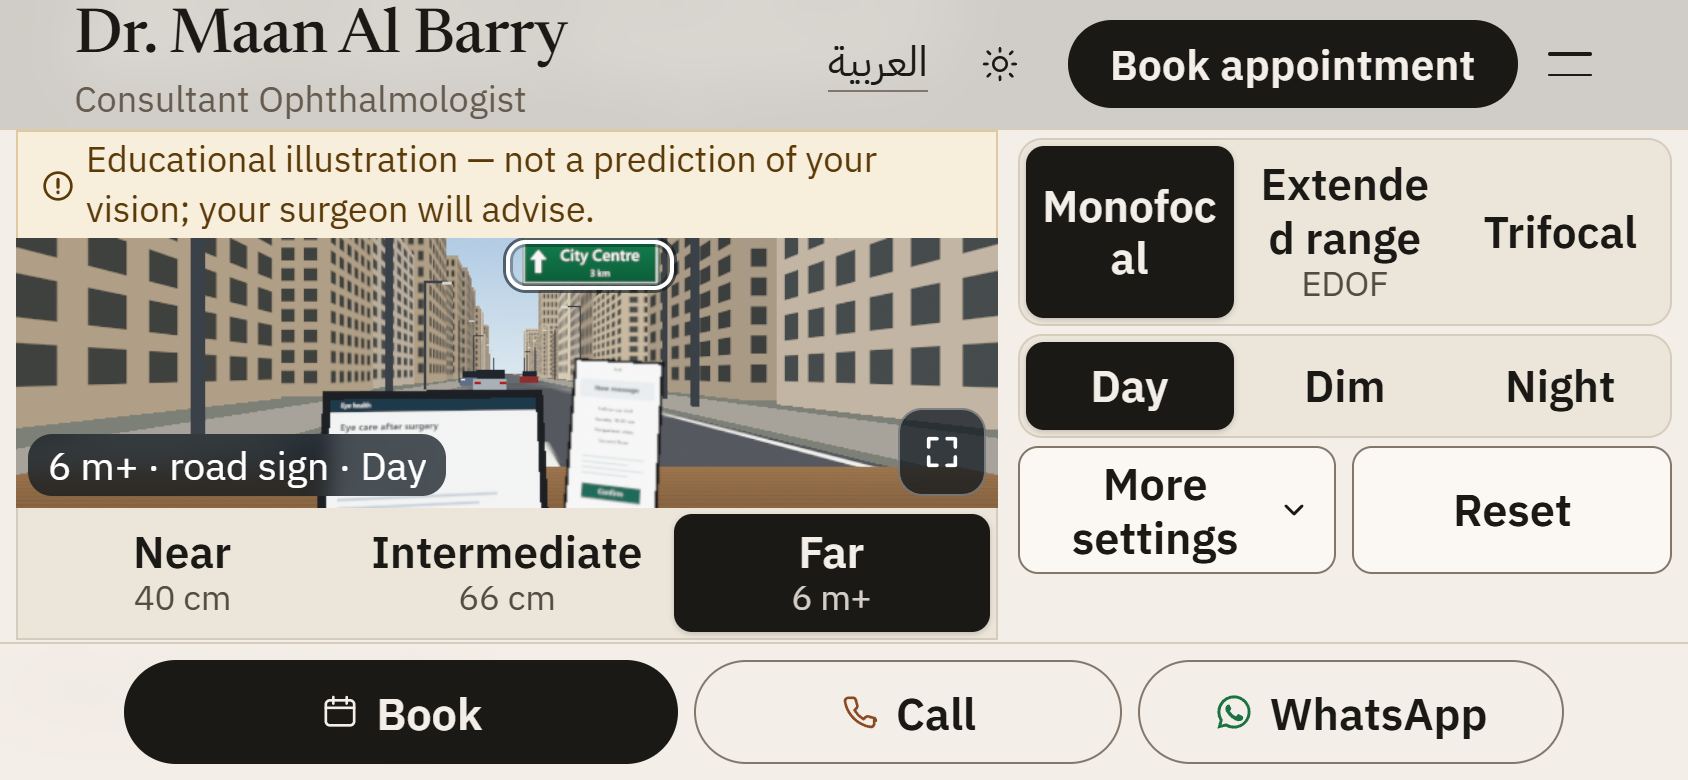 Dr. Maan Al Barry
Consultant Ophthalmologist
العربية
Book appointment
Educational illustration — not a prediction of your
vision; your surgeon will advise.
City Centre
3 km
Eye health
Eye care after surgery
New message
Confirm
6 m+ · road sign · Day
Near
40 cm
Intermediate
66 cm
Far
6 m+
Monofoc
al
Extende
d range
EDOF
Trifocal
Day
Dim
Night
More
settings
Reset
Book
Call
WhatsApp